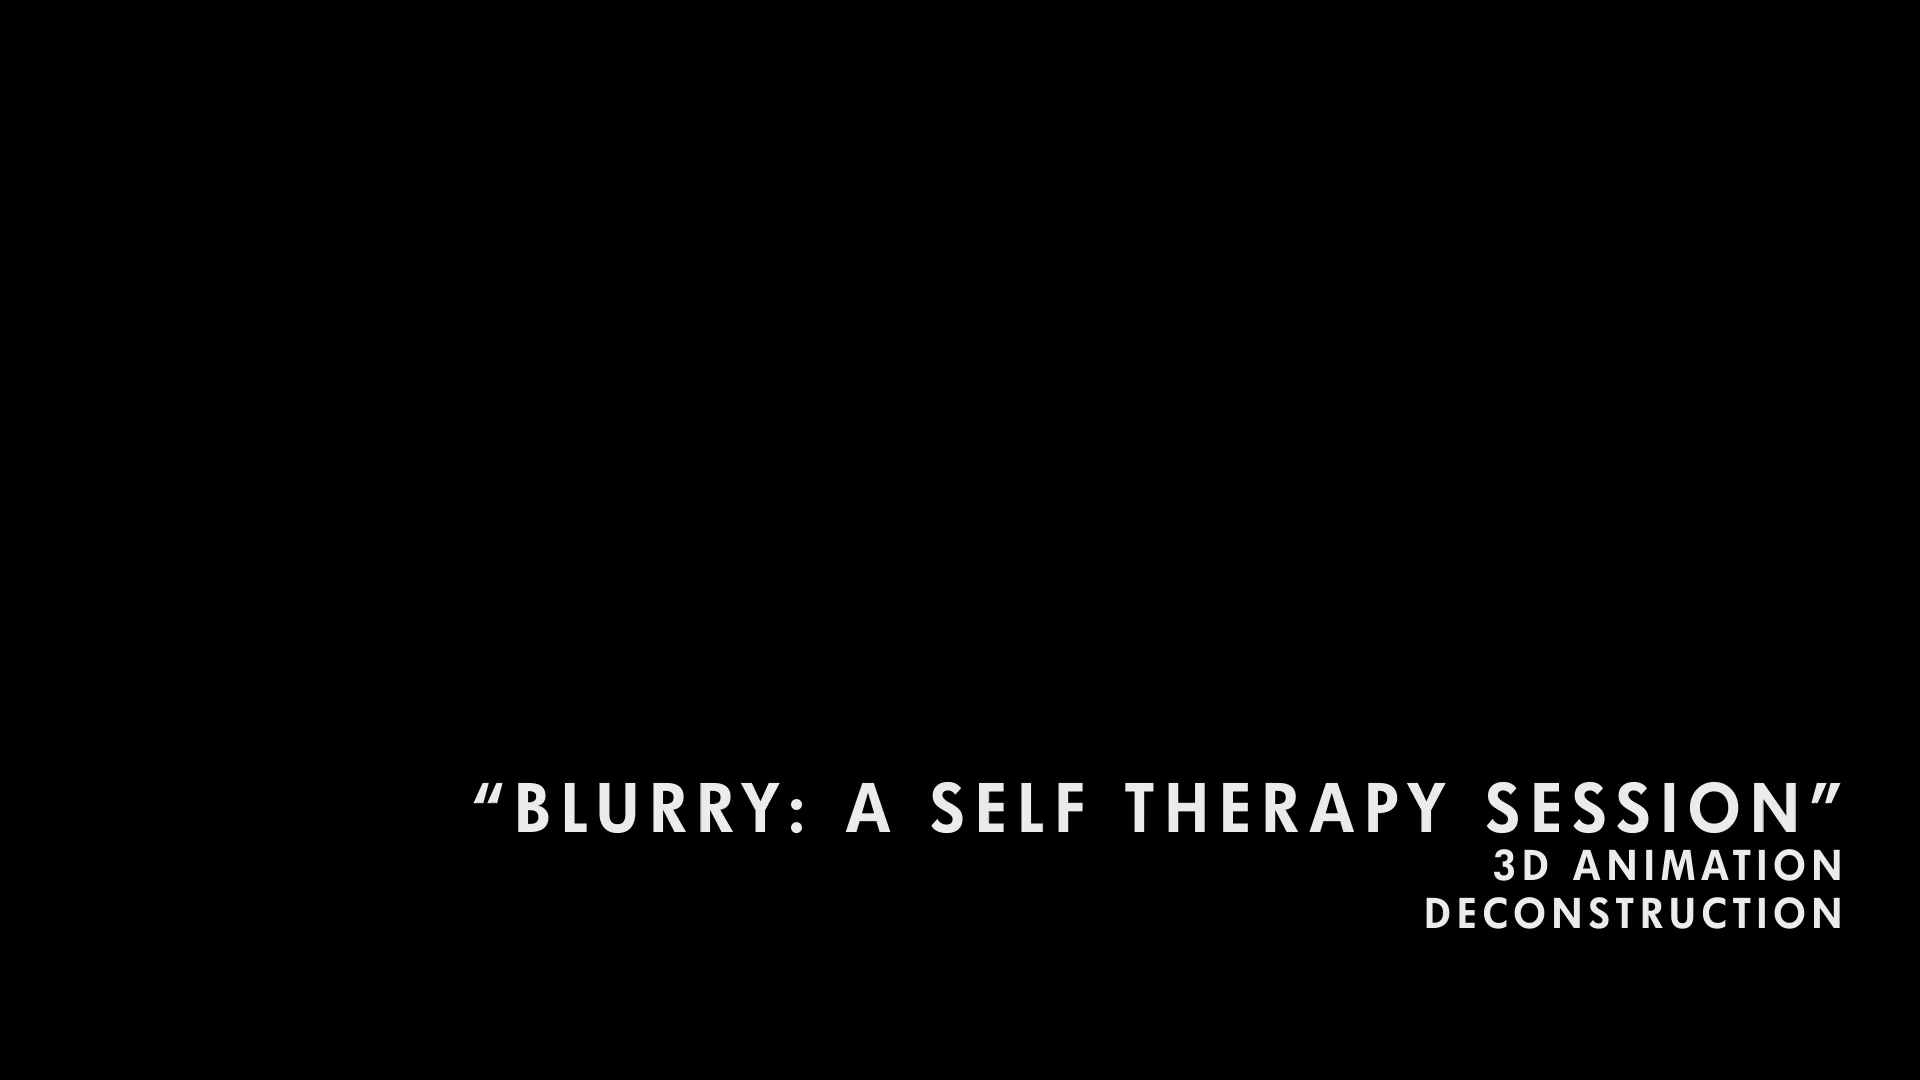 “BLURRY: A SELF THERAPY SESSION”
3D ANIMATION
DECONSTRUCTION